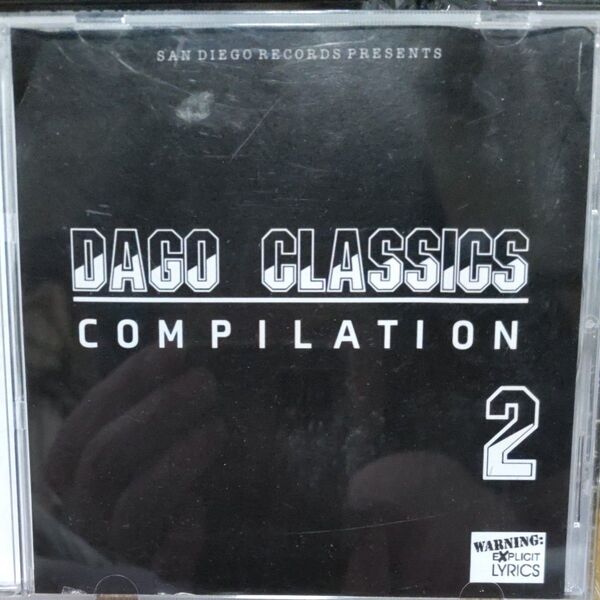 SAN DIEGO RECORDS PRESENTS
DAGO CLASSICS
COMPILATION
2
WARNING:
EXPLICIT
LYRICS